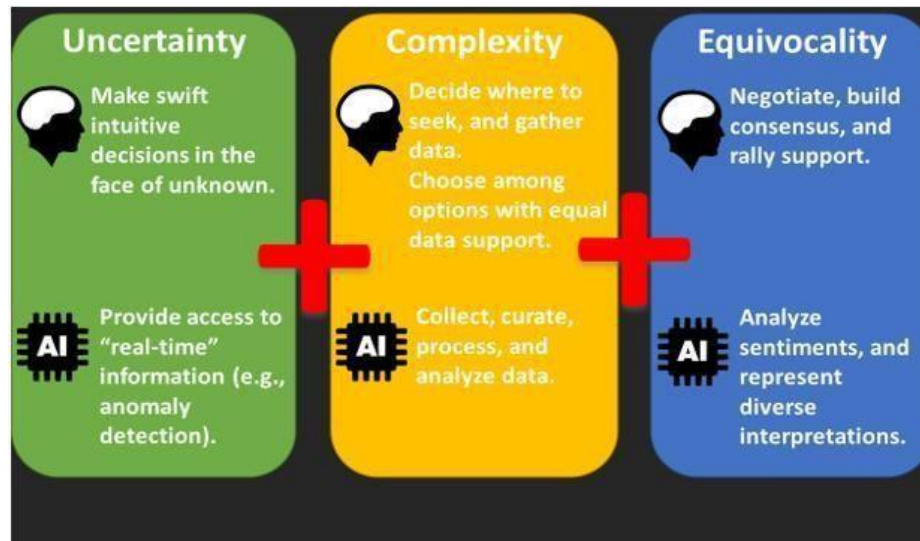 Uncertainty
Make swift
intuitive
decisions in the
face of unknown.
AI
Provide access to
“real-time”
information (e.g.,
anomaly
detection).
Complexity
Decide where to
seek, and gather
data.
Choose among
options with equal
data support.
AI
Collect, curate,
process, and
analyze data.
Equivocality
Negotiate, build
consensus, and
rally support.
AI
Analyze
sentiments, and
represent
diverse
interpretations.